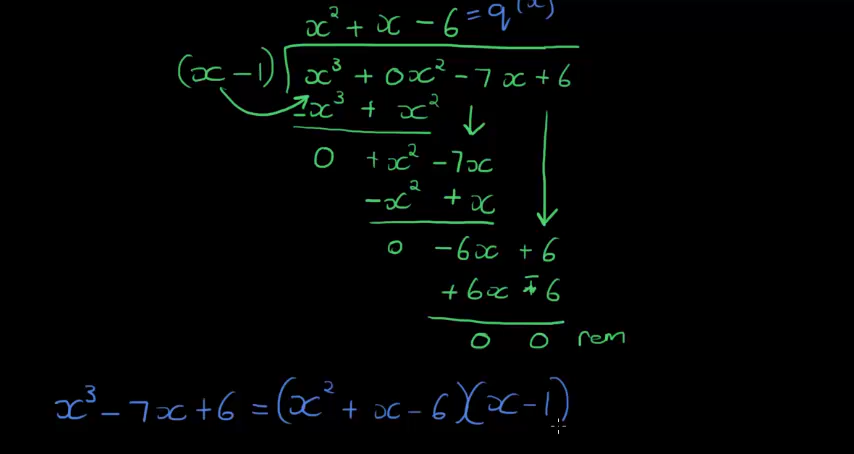 x² + x − 6 = q(x)
(x − 1) x³ + 0x² − 7x + 6
−x³ + x²
0 + x² − 7x
−x² + x
0 − 6x + 6
+ 6x − 6
0 0 rem
x³ − 7x + 6 = (x² + x − 6)(x − 1)